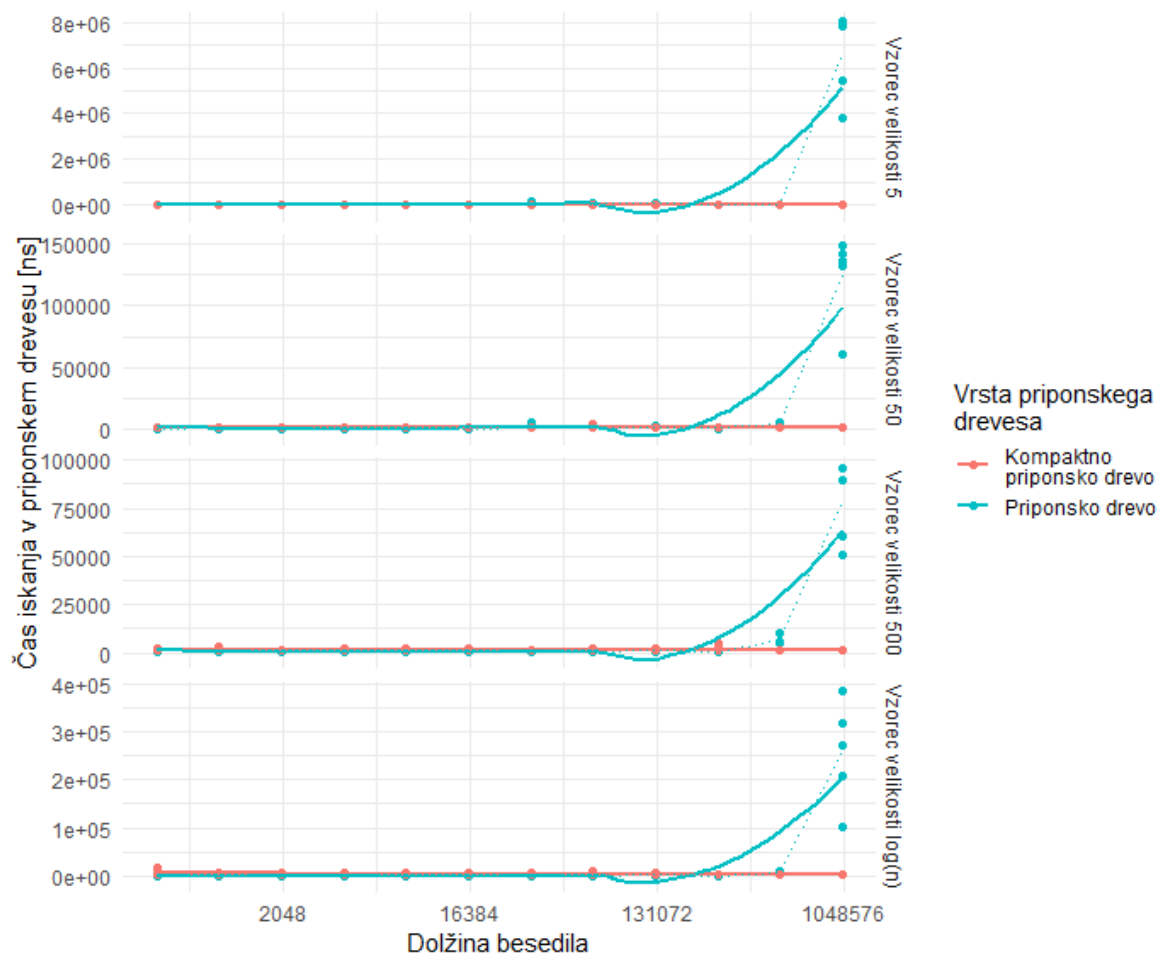 8e+06
6e+06
4e+06
2e+06
0e+00
Vzorec velikosti 5
150000
100000
50000
0
Vzorec velikosti 50
100000
75000
50000
25000
0
Vzorec velikosti 500
4e+05
3e+05
2e+05
1e+05
0e+00
Vzorec velikosti log(n)
Čas iskanja v priponskem drevesu [ns]
2048
16384
131072
1048576
Dolžina besedila
Vrsta priponskega
drevesa
Kompaktno
priponsko drevo
Priponsko drevo